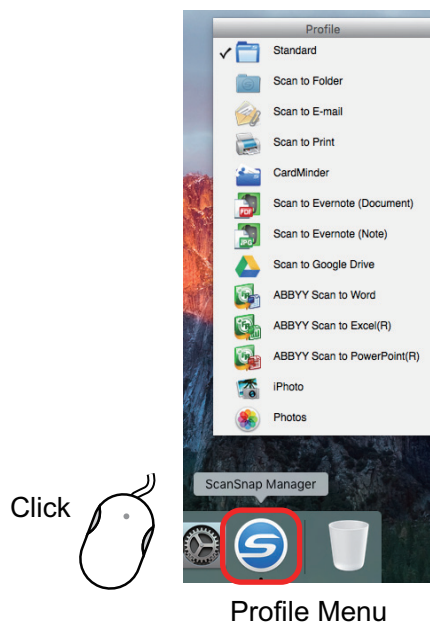 Profile
Standard
Scan to Folder
Scan to E-mail
Scan to Print
CardMinder
Scan to Evernote (Document)
Scan to Evernote (Note)
Scan to Google Drive
ABBYY Scan to Word
ABBYY Scan to Excel(R)
ABBYY Scan to PowerPoint(R)
iPhoto
Photos
ScanSnap Manager
Click
Profile Menu